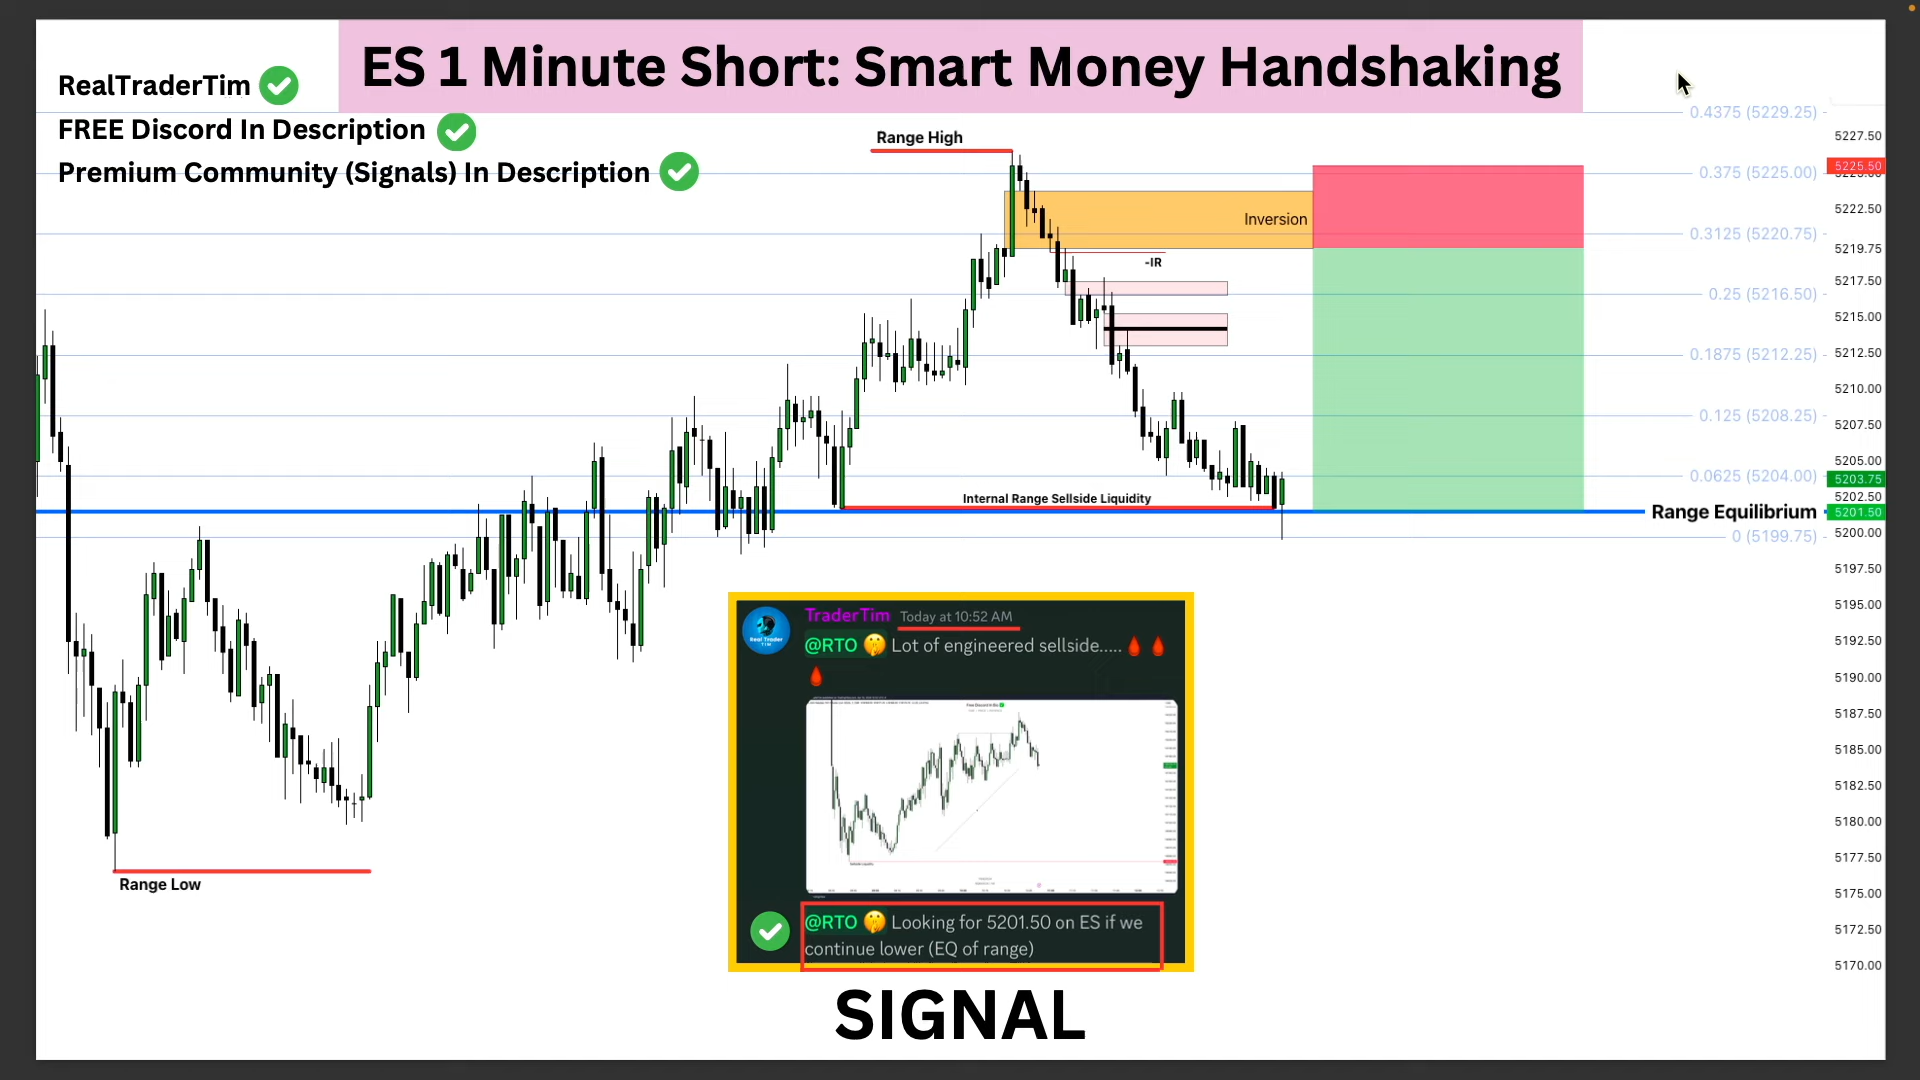 ES 1 Minute Short: Smart Money Handshaking
RealTraderTim
FREE Discord In Description
Premium Community (Signals) In Description
Range High
Inversion
-IR
Internal Range Sellside Liquidity
Range Equilibrium
Range Low
0.4375 (5229.25)
0.375 (5225.00)
0.3125 (5220.75)
0.25 (5216.50)
0.1875 (5212.25)
0.125 (5208.25)
0.0625 (5204.00)
0 (5199.75)
5227.50
5225.50
5222.50
5219.75
5217.50
5215.00
5212.50
5210.00
5207.50
5205.00
5203.75
5202.50
5201.50
5200.00
5197.50
5195.00
5192.50
5190.00
5187.50
5185.00
5182.50
5180.00
5177.50
5175.00
5172.50
5170.00
TraderTim Today at 10:52 AM
@RTO 🤫 Lot of engineered sellside.....🩸🩸
🩸
Real Trader
TIM
@RTO 🤫 Looking for 5201.50 on ES if we
continue lower (EQ of range)
SIGNAL